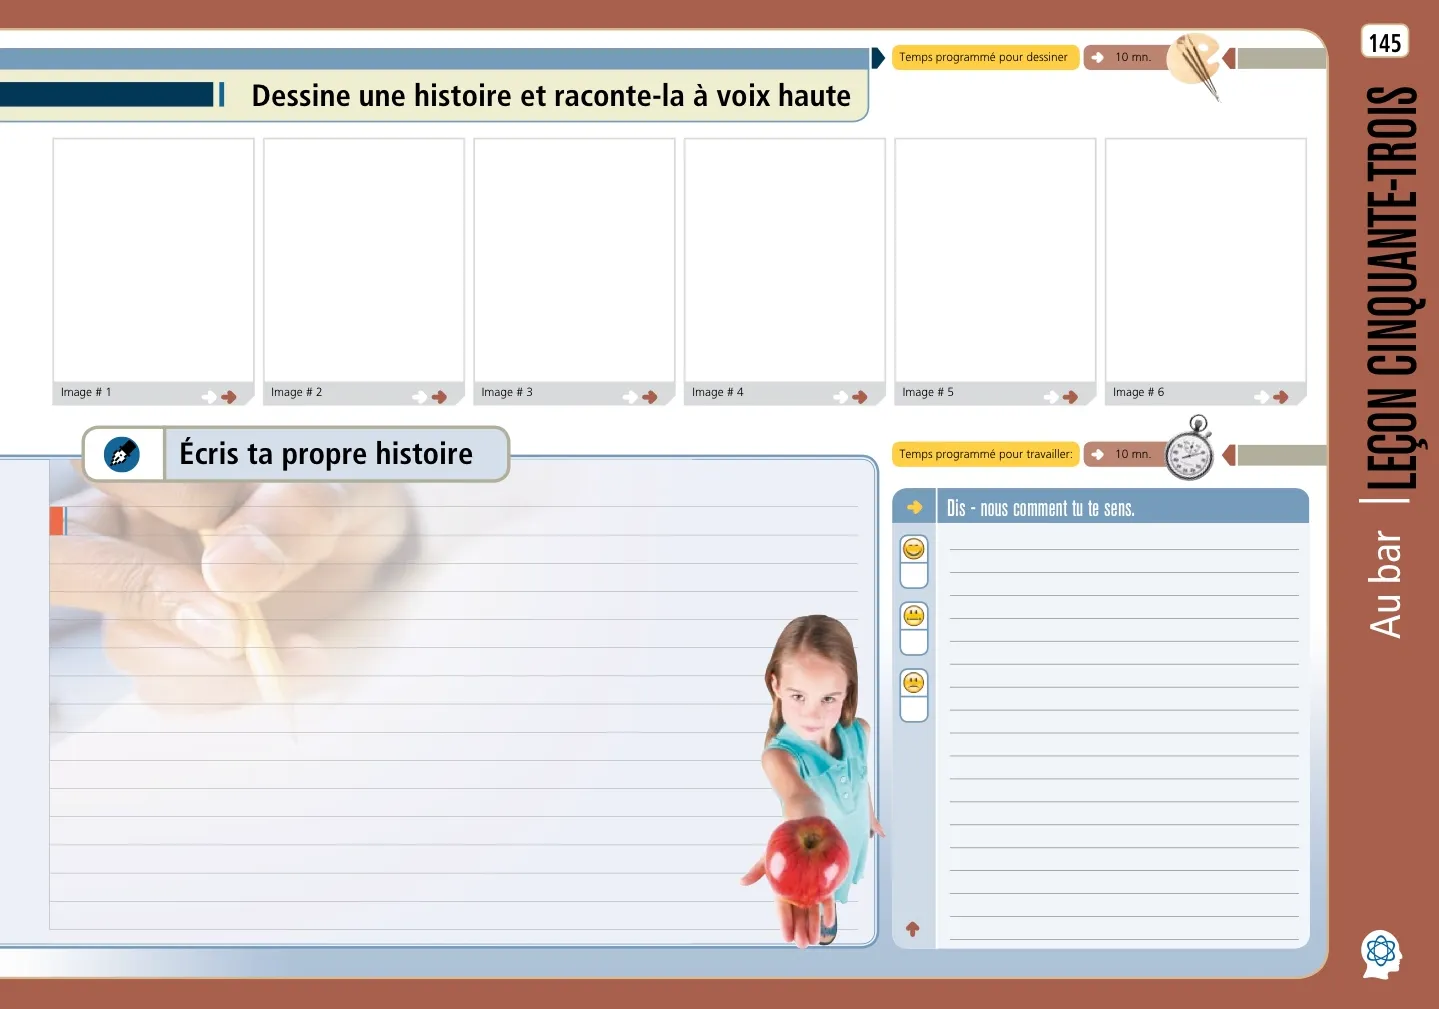 145
Temps programmé pour dessiner
10 mn.
Dessine une histoire et raconte-la à voix haute
Image # 1
Image # 2
Image # 3
Image # 4
Image # 5
Image # 6
Écris ta propre histoire
Temps programmé pour travailler:
10 mn.
Dis - nous comment tu te sens.
LEÇON CINQUANTE-TROIS
Au bar